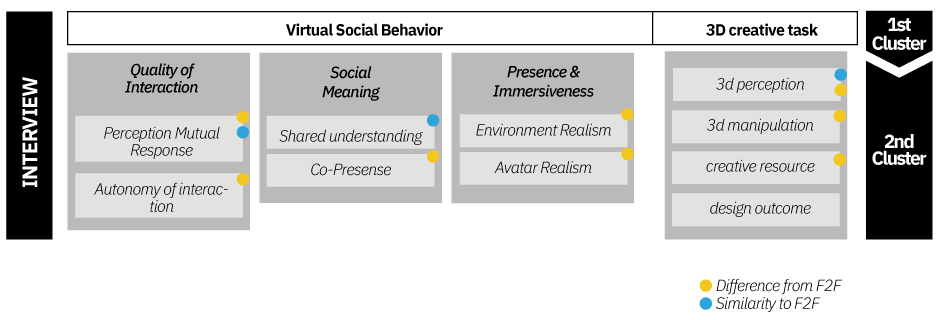 Virtual Social Behavior
3D creative task
1st
Cluster
INTERVIEW
Quality of
Interaction
Perception Mutual
Response
Autonomy of interac-
tion
Social
Meaning
Shared understanding
Co-Presense
Presence &
Immersiveness
Environment Realism
Avatar Realism
3d perception
3d manipulation
creative resource
design outcome
2nd
Cluster
Difference from F2F
Similarity to F2F